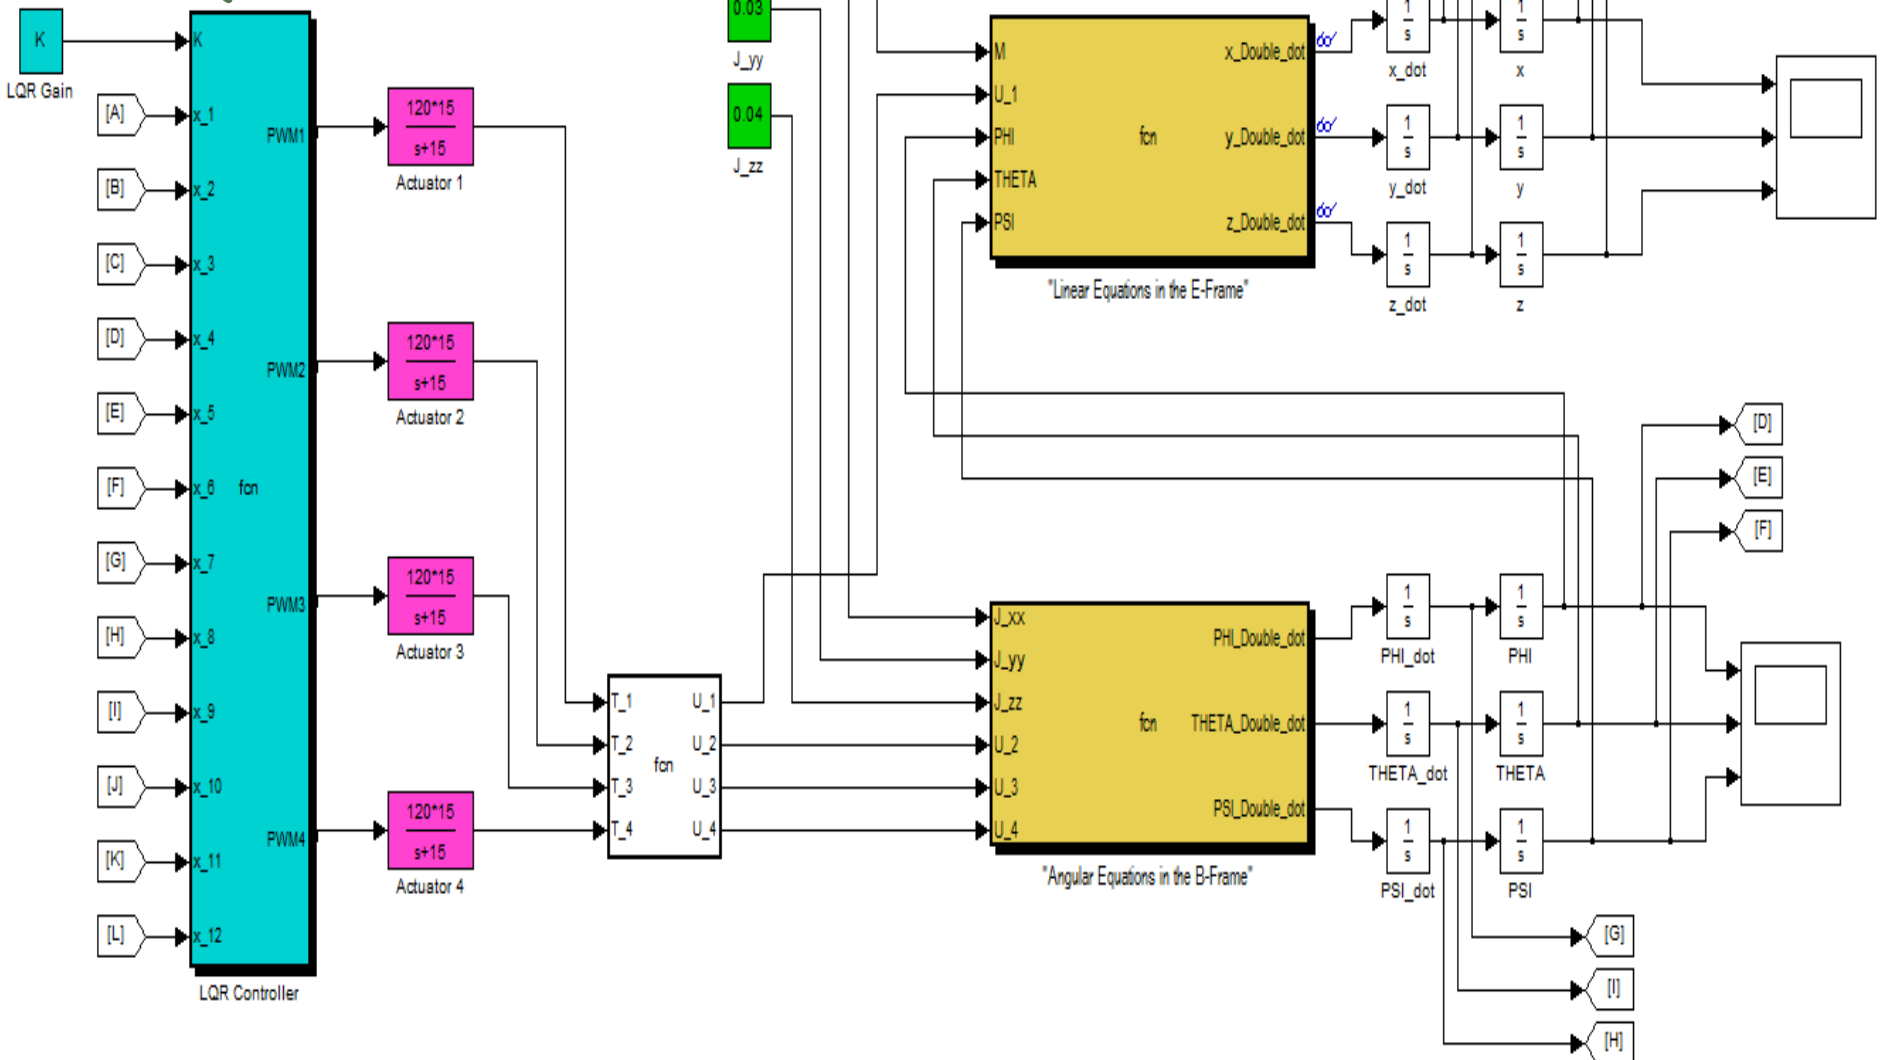 K
LQR Gain
[A]
[B]
[C]
[D]
[E]
[F]
[G]
[H]
[I]
[J]
[K]
[L]
K
x_1
x_2
x_3
x_4
x_5
x_6
x_7
x_8
x_9
x_10
x_11
x_12
fcn
PWM1
PWM2
PWM3
PWM4
LQR Controller
120*15
s+15
Actuator 1
120*15
s+15
Actuator 2
120*15
s+15
Actuator 3
120*15
s+15
Actuator 4
T_1
T_2
T_3
T_4
fcn
U_1
U_2
U_3
U_4
0.03
J_yy
0.04
J_zz
M
U_1
PHI
THETA
PSI
fcn
x_Double_dot
y_Double_dot
z_Double_dot
"Linear Equations in the E-Frame"
1
s
x_dot
1
s
x
1
s
y_dot
1
s
y
1
s
z_dot
1
s
z
J_xx
J_yy
J_zz
U_2
U_3
U_4
fcn
PHI_Double_dot
THETA_Double_dot
PSI_Double_dot
"Angular Equations in the B-Frame"
1
s
PHI_dot
1
s
PHI
1
s
THETA_dot
1
s
THETA
1
s
PSI_dot
1
s
PSI
[D]
[E]
[F]
[G]
[I]
[H]